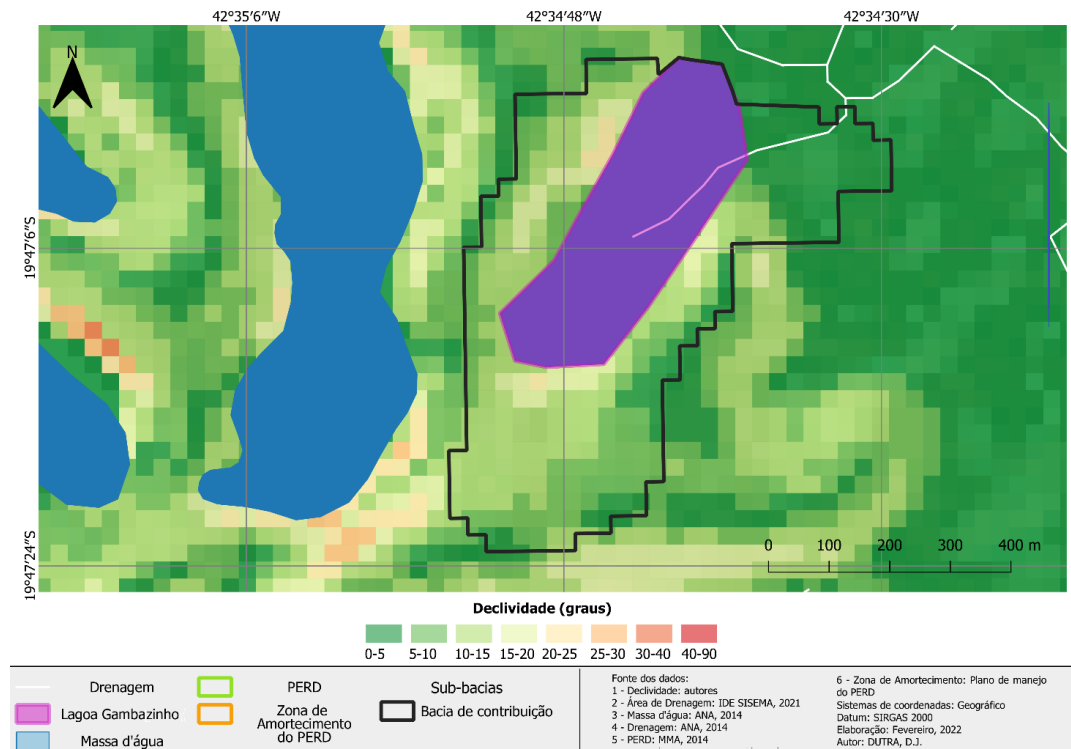 42°35'6"W
42°34'48"W
42°34'30"W
N
19°47'6"S
19°47'24"S
0 100 200 300 400 m
Declividade (graus)
0-5 5-10 10-15 15-20 20-25 25-30 30-40 40-90
Drenagem
Lagoa Gambazinho
Massa d'água
PERD
Zona de
Amortecimento
do PERD
Sub-bacias
Bacia de contribuição
Fonte dos dados:
1 - Declividade: autores
2 - Área de Drenagem: IDE SISEMA, 2021
3 - Massa d'água: ANA, 2014
4 - Drenagem: ANA, 2014
5 - PERD: MMA, 2014
6 - Zona de Amortecimento: Plano de manejo
do PERD
Sistemas de coordenadas: Geográfico
Datum: SIRGAS 2000
Elaboração: Fevereiro, 2022
Autor: DUTRA, D.J.